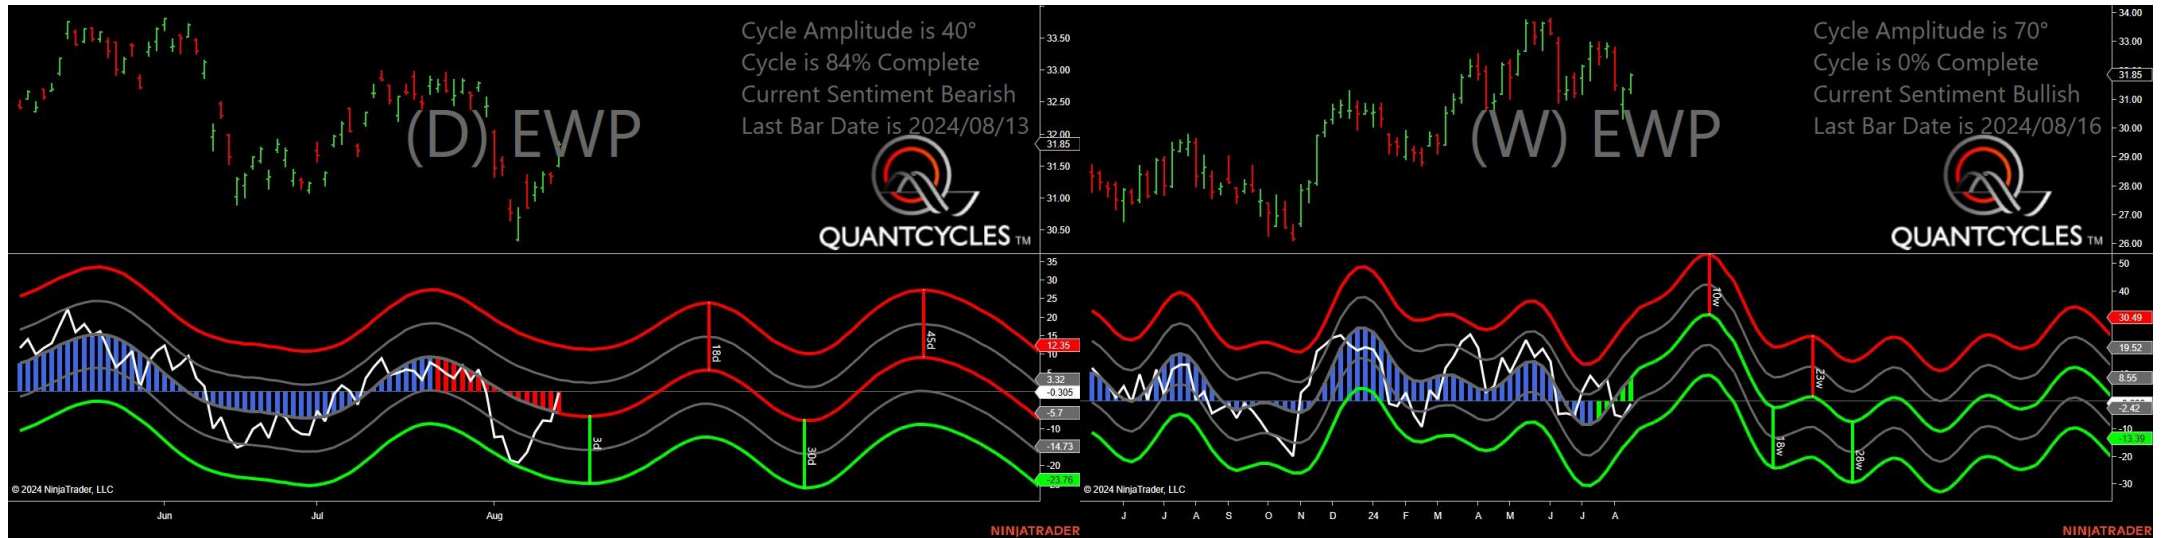 Cycle Amplitude is 40°
Cycle is 84% Complete
Current Sentiment Bearish
Last Bar Date is 2024/08/13
(D) EWP
QUANTCYCLES TM
33.50
33.00
32.50
32.00
31.85
31.50
31.00
30.50
35
30
25
20
15
12.35
10
3.32
-0.305
-5.7
-10
-14.73
-20
-23.76
3d
18d
30d
45d
© 2024 NinjaTrader, LLC
Jun Jul Aug
NINJATRADER
Cycle Amplitude is 70°
Cycle is 0% Complete
Current Sentiment Bullish
Last Bar Date is 2024/08/16
(W) EWP
QUANTCYCLES TM
34.00
33.00
31.85
31.00
30.00
29.00
28.00
27.00
26.00
50
40
30.49
19.52
8.55
-2.42
-10
-13.39
-20
-30
10w
18w
23w
28w
© 2024 NinjaTrader, LLC
J J A S O N D 24 F M A M J J A
NINJATRADER